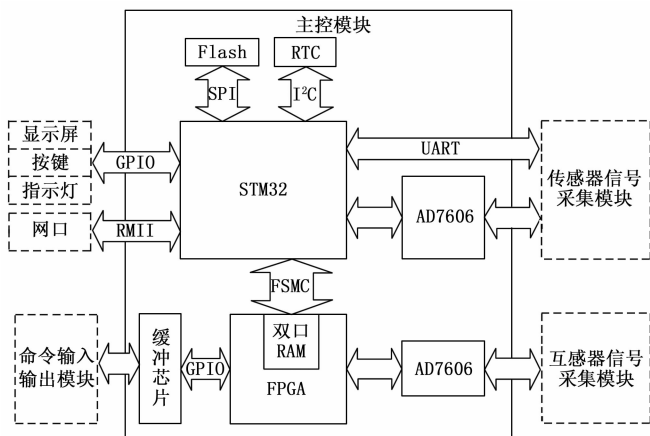 主控模块
Flash
RTC
SPI
I²C
显示屏
按键
指示灯
GPIO
网口
RMII
STM32
UART
AD7606
传感器信号
采集模块
FSMC
命令输入
输出模块
缓冲芯片
GPIO
双口
RAM
FPGA
AD7606
互感器信号
采集模块